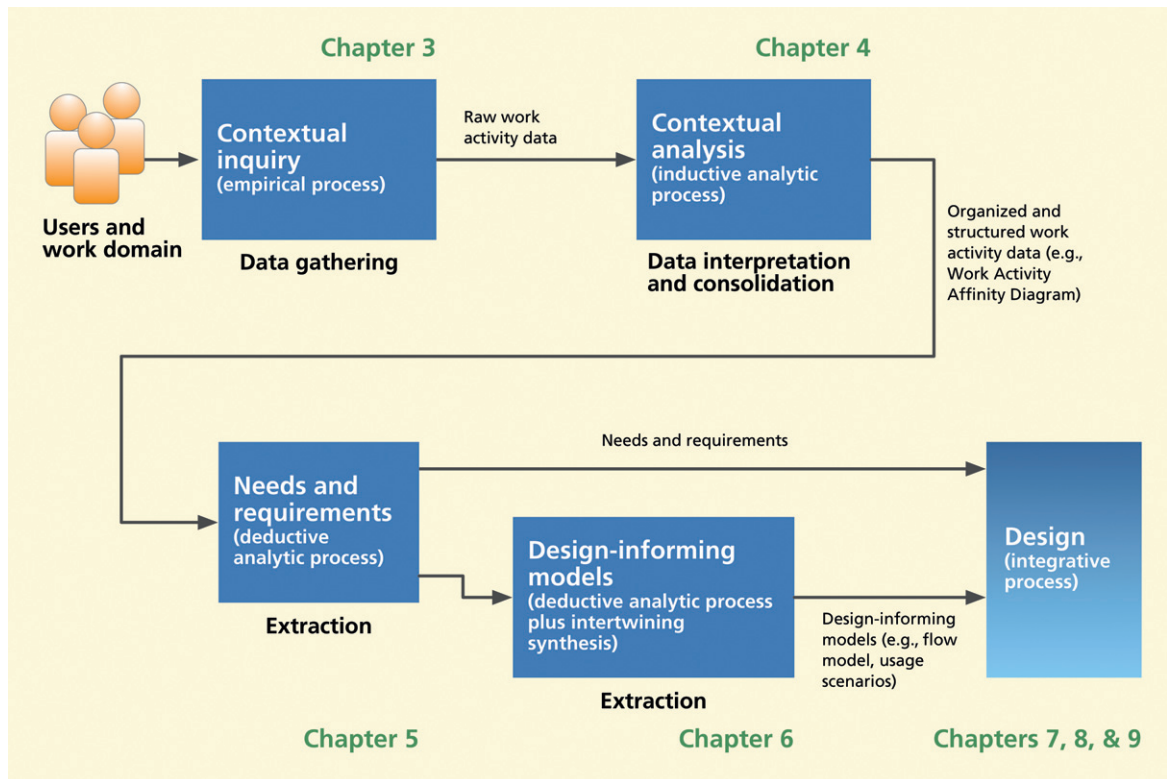 Chapter 3
Chapter 4
Contextual
inquiry
(empirical process)
Raw work
activity data
Contextual
analysis
(inductive analytic
process)
Users and
work domain
Data gathering
Data interpretation
and consolidation
Organized and
structured work
activity data (e.g.,
Work Activity
Affinity Diagram)
Needs and requirements
Needs and
requirements
(deductive
analytic process)
Extraction
Design-informing
models
(deductive analytic process
plus intertwining
synthesis)
Extraction
Design-informing
models (e.g., flow
model, usage
scenarios)
Design
(integrative
process)
Chapter 5
Chapter 6
Chapters 7, 8, & 9